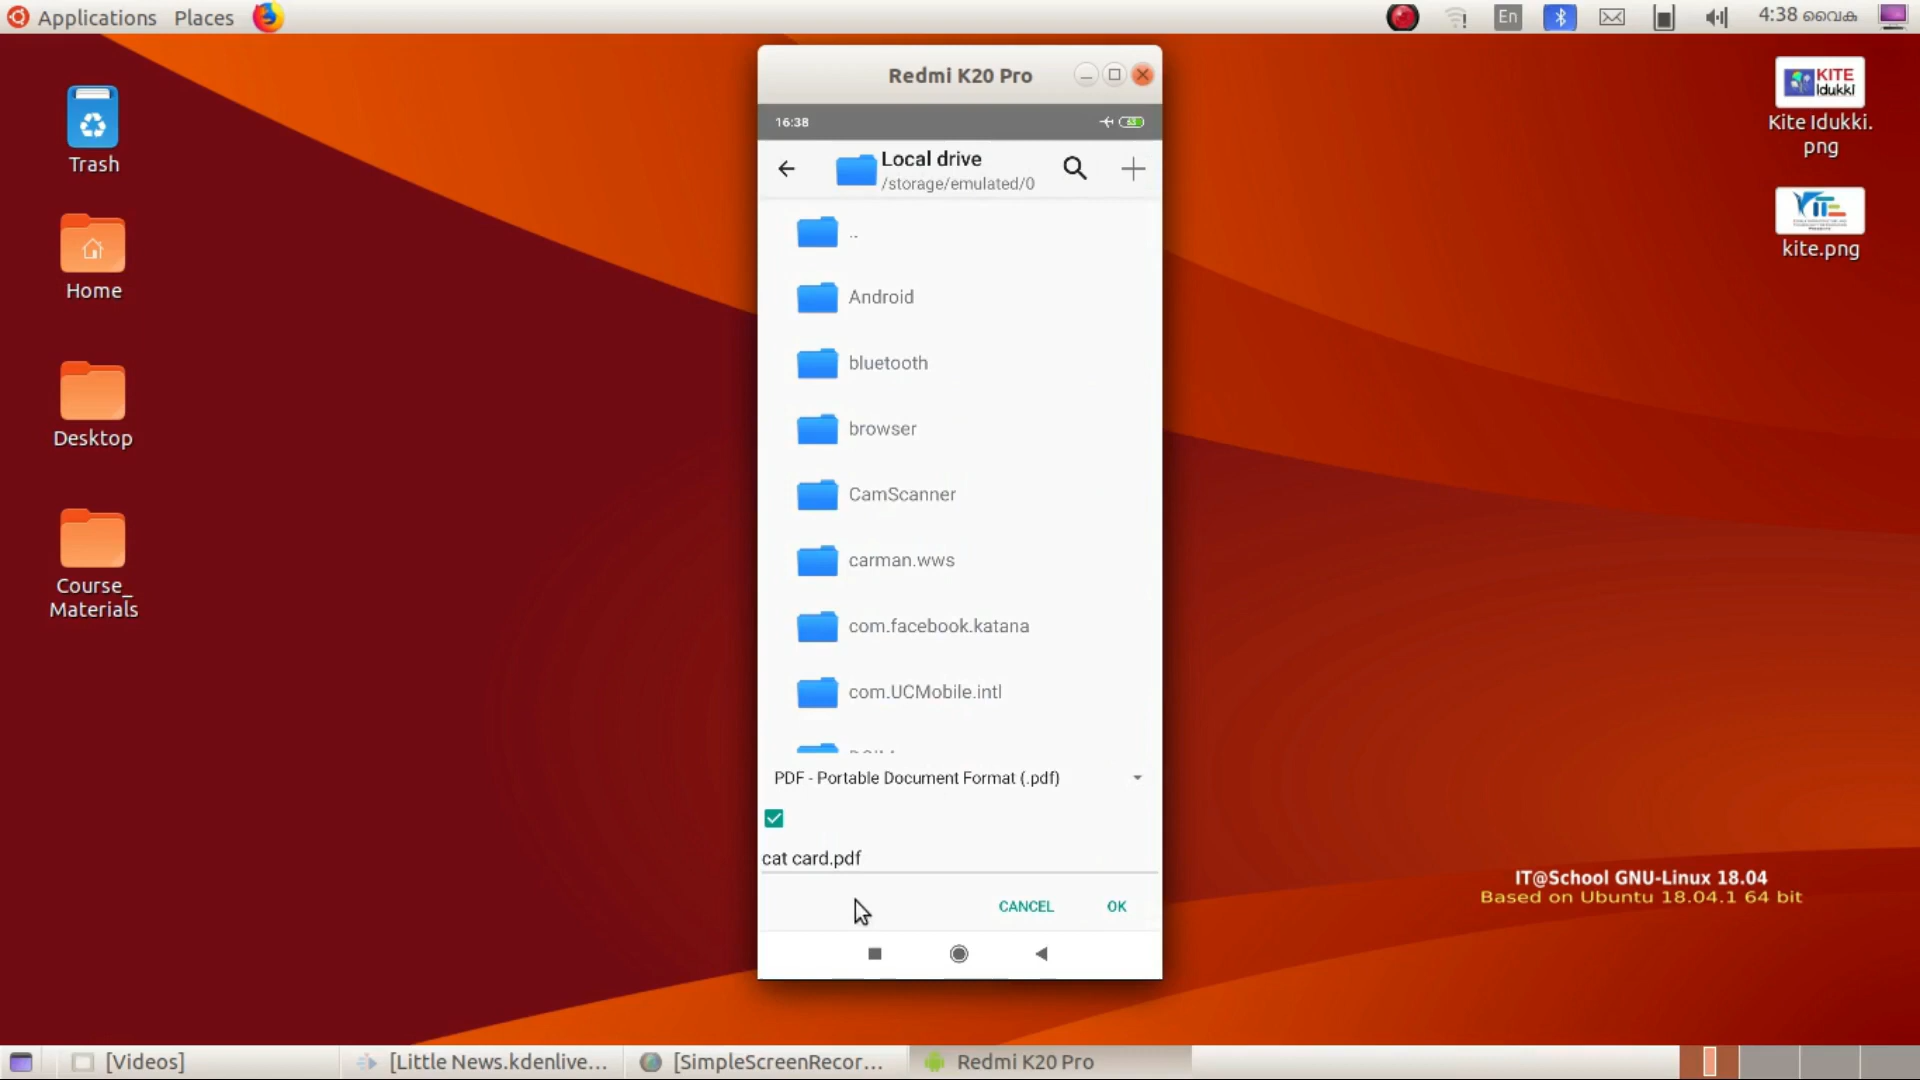 Applications Places
En
4:38 വൈകു
Redmi K20 Pro
16:38
Local drive
/storage/emulated/0
..
Android
bluetooth
browser
CamScanner
carman.wws
com.facebook.katana
com.UCMobile.intl
PDF - Portable Document Format (.pdf)
cat card.pdf
CANCEL OK
Trash
Home
Desktop
Course_
Materials
KITE
Idukki
Kite Idukki.
png
kite.png
IT@School GNU-Linux 18.04
Based on Ubuntu 18.04.1 64 bit
[Videos] [Little News.kdenlive... [SimpleScreenRecor... Redmi K20 Pro